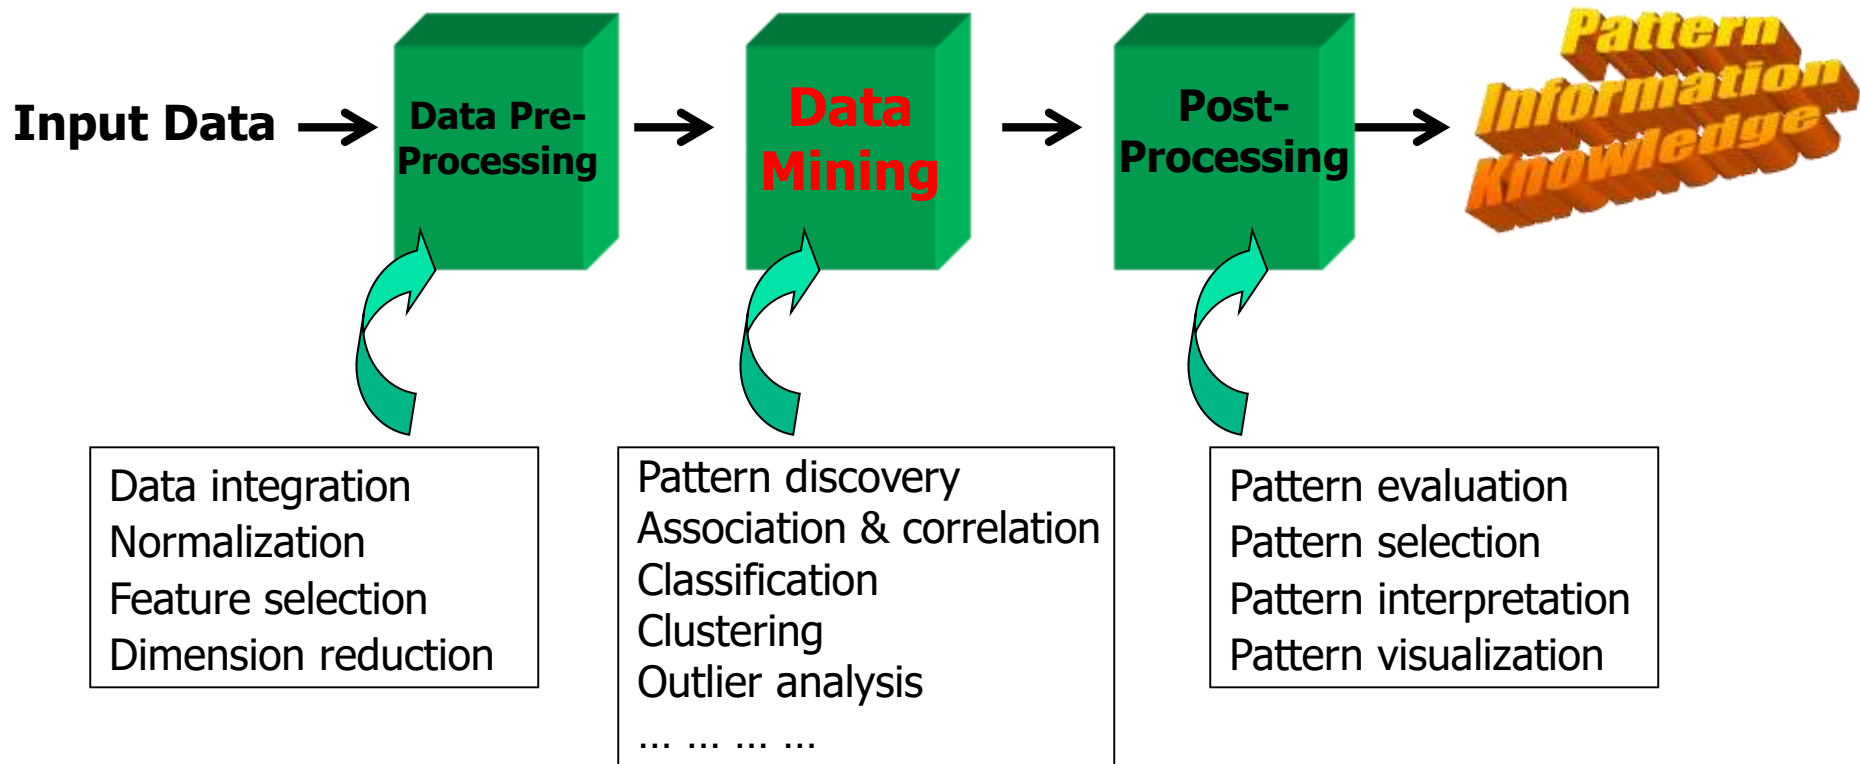 Input Data
Data Pre-
Processing
Data
Mining
Post-
Processing
Pattern
Information
Knowledge
Data integration
Normalization
Feature selection
Dimension reduction
Pattern discovery
Association & correlation
Classification
Clustering
Outlier analysis
… … … …
Pattern evaluation
Pattern selection
Pattern interpretation
Pattern visualization